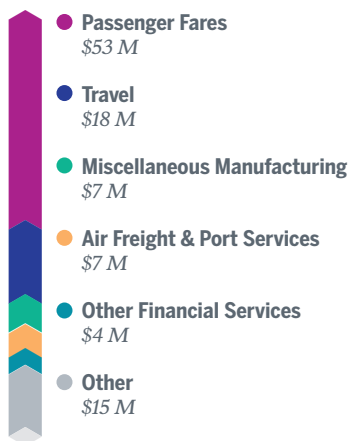 Passenger Fares
$53 M
Travel
$18 M
Miscellaneous Manufacturing
$7 M
Air Freight & Port Services
$7 M
Other Financial Services
$4 M
Other
$15 M